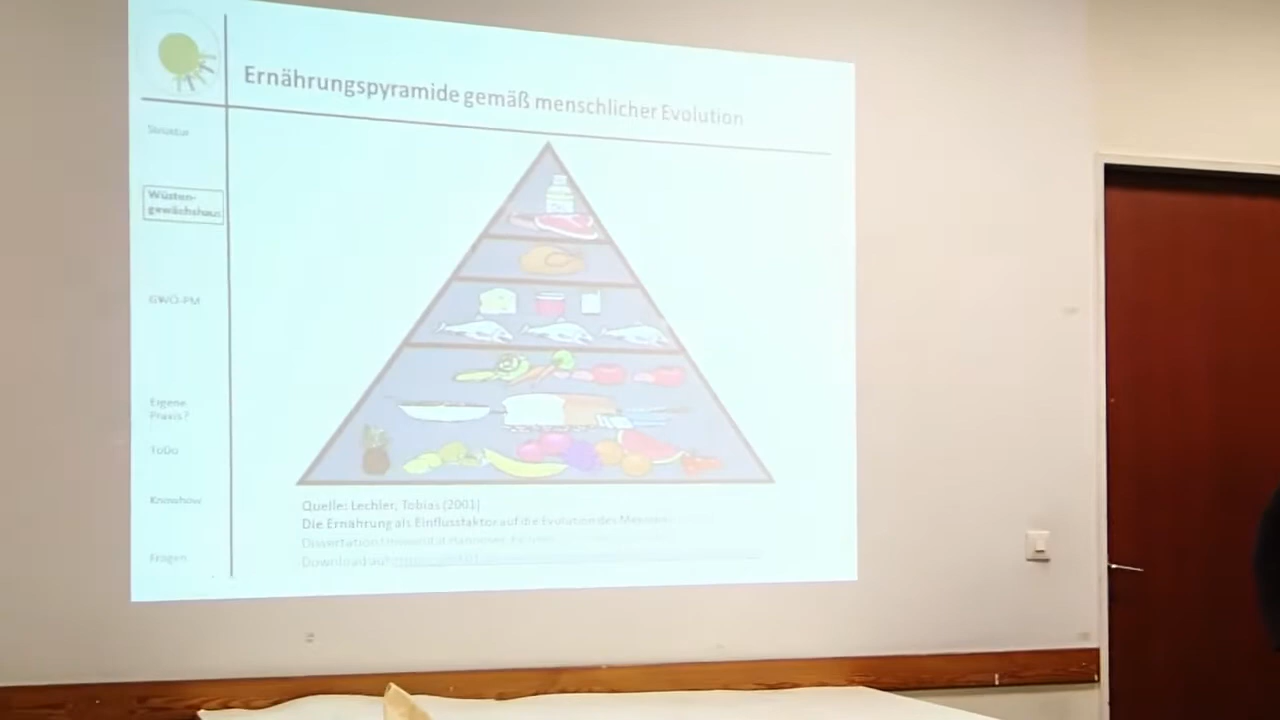 Ernährungspyramide gemäß menschlicher Evolution
Struktur
Wüsten-
gewächshaus
GWÖ-PM
Eigene
Praxis?
ToDo
Knowhow
Fragen
Quelle: Lechler, Tobias (2001)
Die Ernährung als Einflussfaktor auf die Evolution des Menschen
Dissertation Universität Hannover
Download auf: